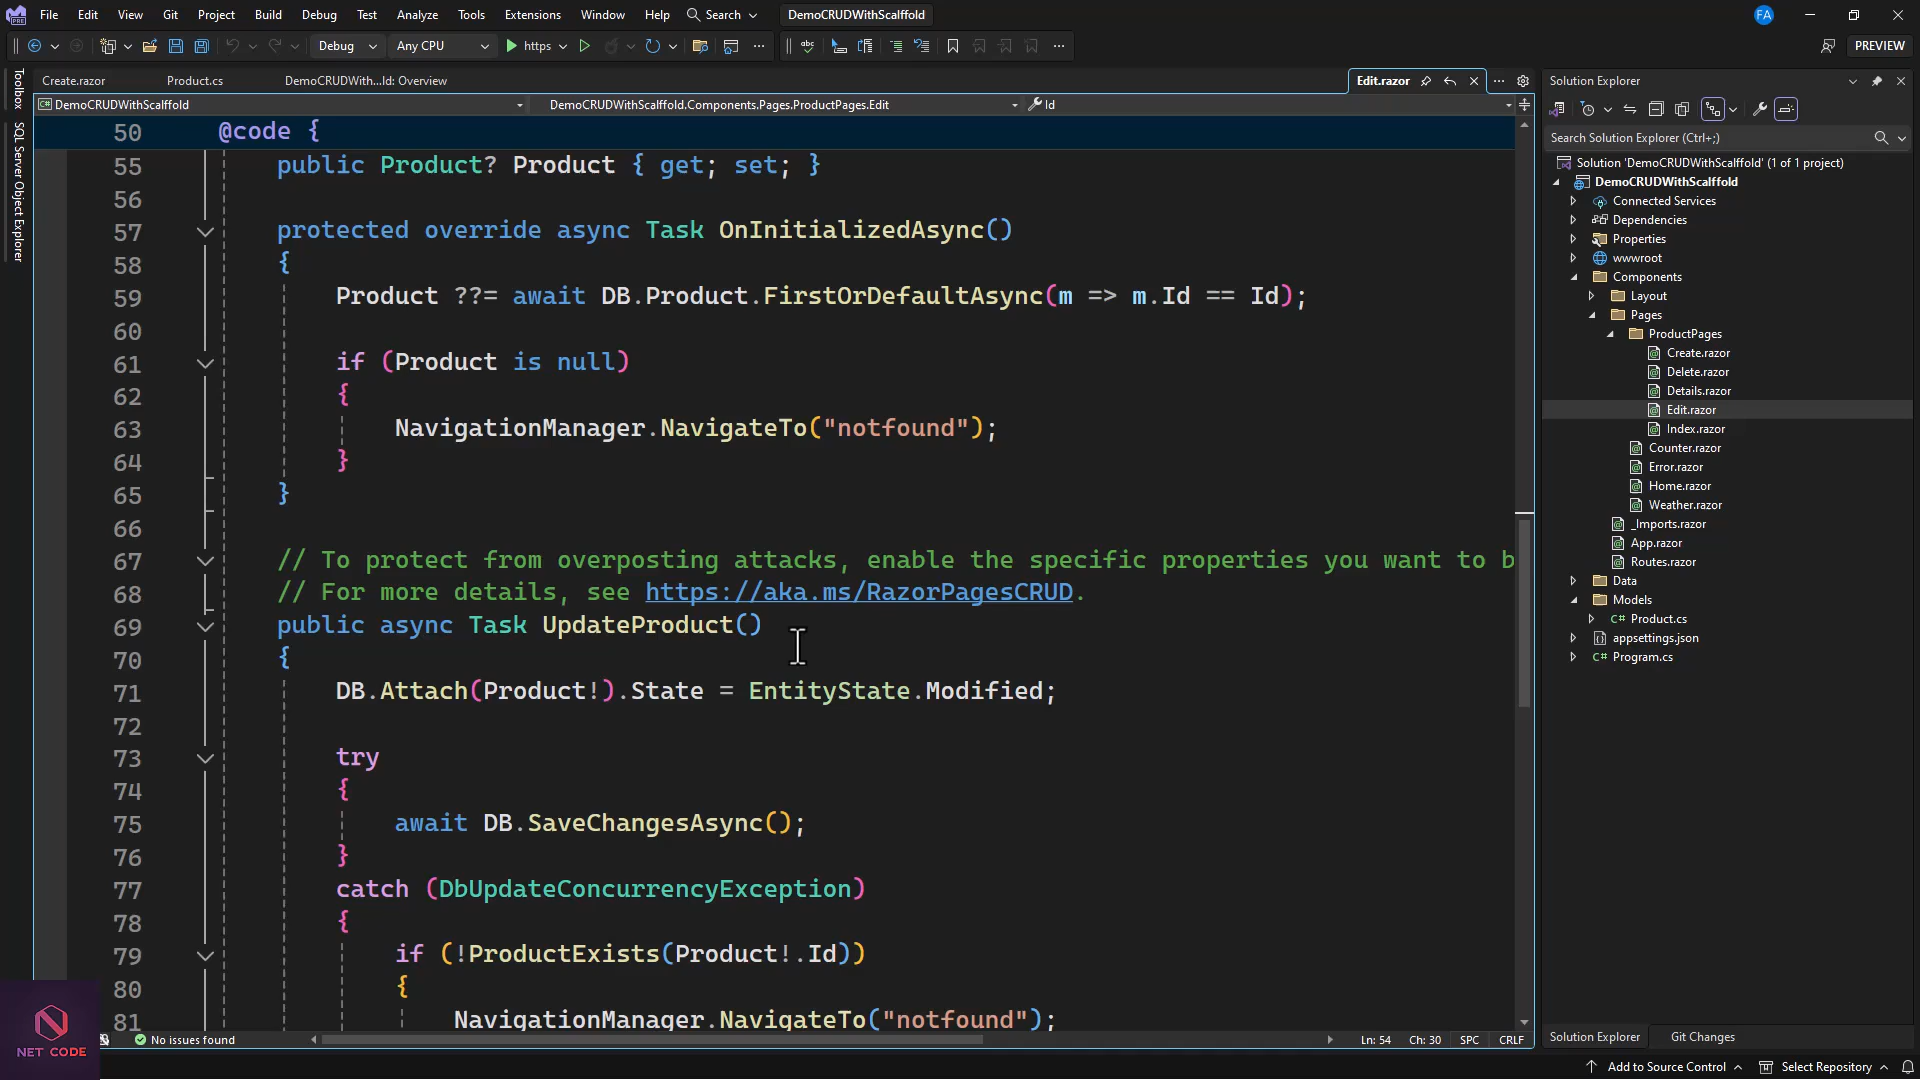 File Edit View Git Project Build Debug Test Analyze Tools Extensions Window Help Search DemoCRUDWithScalffold FA
Debug Any CPU https PREVIEW
Create.razor Product.cs DemoCRUDWith...ld: Overview Edit.razor
DemoCRUDWithScalffold DemoCRUDWithScalffold.Components.Pages.ProductPages.Edit Id
Toolbox
SQL Server Object Explorer
50 @code {
55 public Product? Product { get; set; }
56
57 protected override async Task OnInitializedAsync()
58 {
59 Product ??= await DB.Product.FirstOrDefaultAsync(m => m.Id == Id);
60
61 if (Product is null)
62 {
63 NavigationManager.NavigateTo("notfound");
64 }
65 }
66
67 // To protect from overposting attacks, enable the specific properties you want to b
68 // For more details, see https://aka.ms/RazorPagesCRUD.
69 public async Task UpdateProduct()
70 {
71 DB.Attach(Product!).State = EntityState.Modified;
72
73 try
74 {
75 await DB.SaveChangesAsync();
76 }
77 catch (DbUpdateConcurrencyException)
78 {
79 if (!ProductExists(Product!.Id))
80 {
81 NavigationManager.NavigateTo("notfound");
No issues found Ln: 54 Ch: 30 SPC CRLF
NET CODE
Solution Explorer
Search Solution Explorer (Ctrl+;)
Solution 'DemoCRUDWithScalffold' (1 of 1 project)
DemoCRUDWithScalffold
Connected Services
Dependencies
Properties
wwwroot
Components
Layout
Pages
ProductPages
Create.razor
Delete.razor
Details.razor
Edit.razor
Index.razor
Counter.razor
Error.razor
Home.razor
Weather.razor
_Imports.razor
App.razor
Routes.razor
Data
Models
C# Product.cs
appsettings.json
C# Program.cs
Solution Explorer Git Changes
Add to Source Control Select Repository